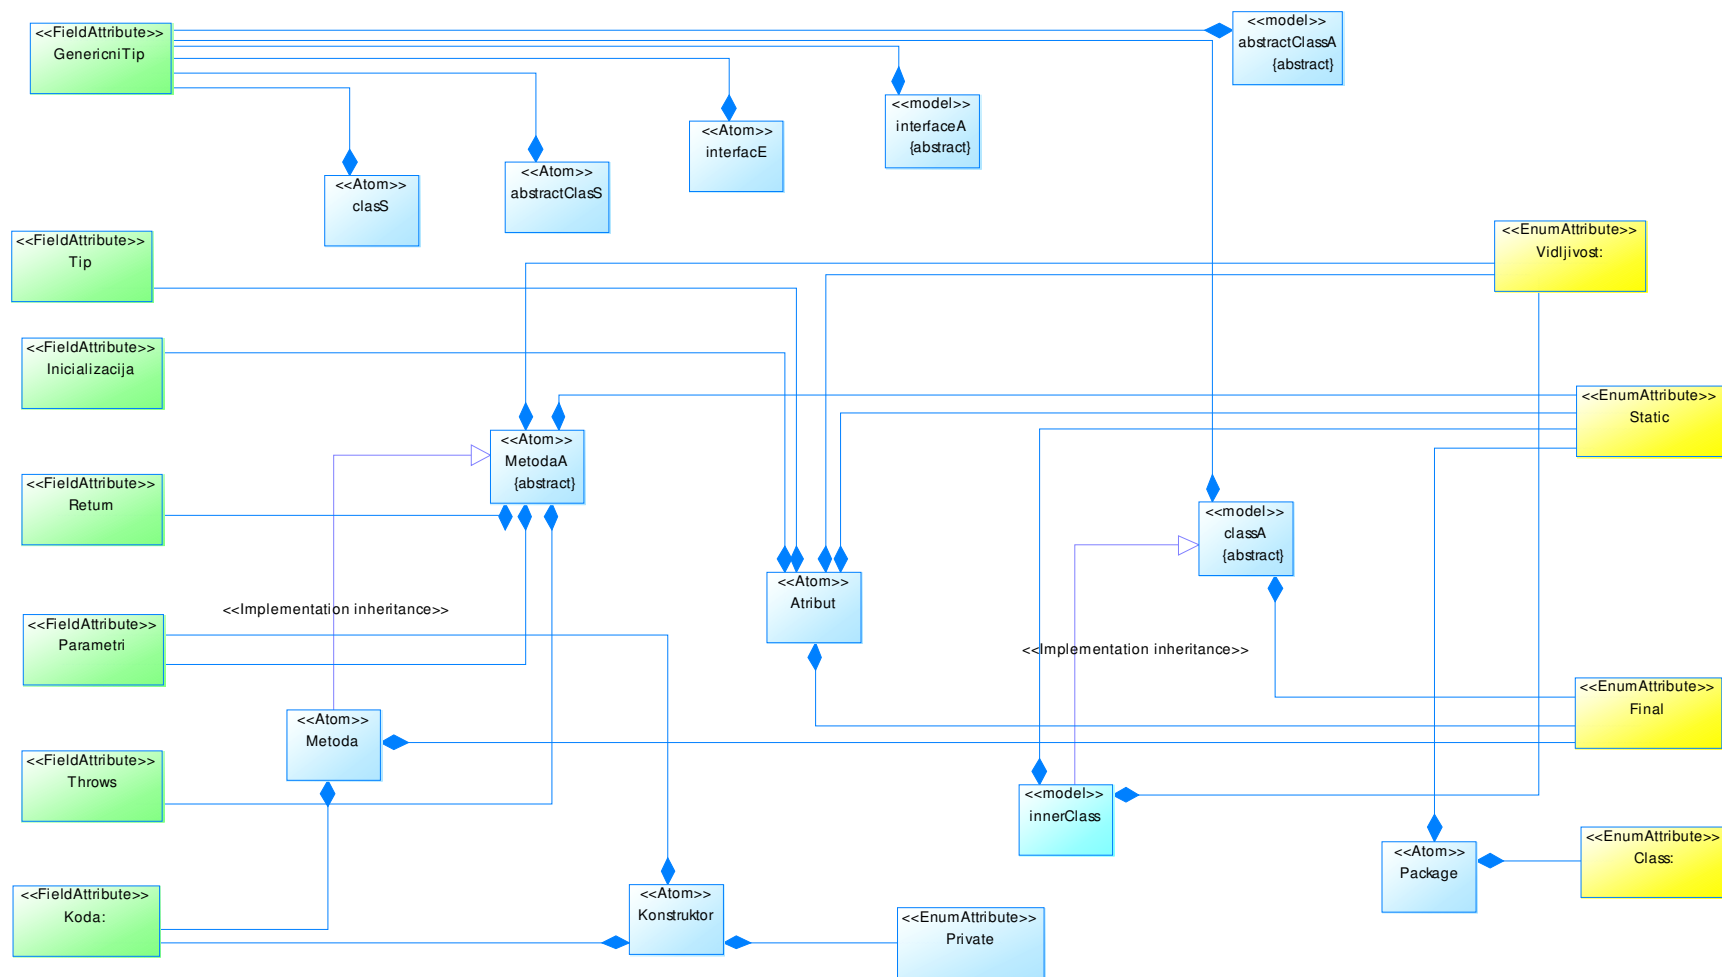 <<FieldAttribute>>
GenericniTip
<<model>>
abstractClassA
{abstract}
<<model>>
interfaceA
{abstract}
<<Atom>>
interfacE
<<Atom>>
abstractClasS
<<Atom>>
clasS
<<FieldAttribute>>
Tip
<<EnumAttribute>>
Vidljivost:
<<FieldAttribute>>
Inicializacija
<<EnumAttribute>>
Static
<<Atom>>
MetodaA
{abstract}
<<FieldAttribute>>
Return
<<model>>
classA
{abstract}
<<Atom>>
Atribut
<<Implementation inheritance>>
<<FieldAttribute>>
Parametri
<<Implementation inheritance>>
<<EnumAttribute>>
Final
<<Atom>>
Metoda
<<FieldAttribute>>
Throws
<<model>>
innerClass
<<EnumAttribute>>
Class:
<<Atom>>
Package
<<FieldAttribute>>
Koda:
<<Atom>>
Konstruktor
<<EnumAttribute>>
Private